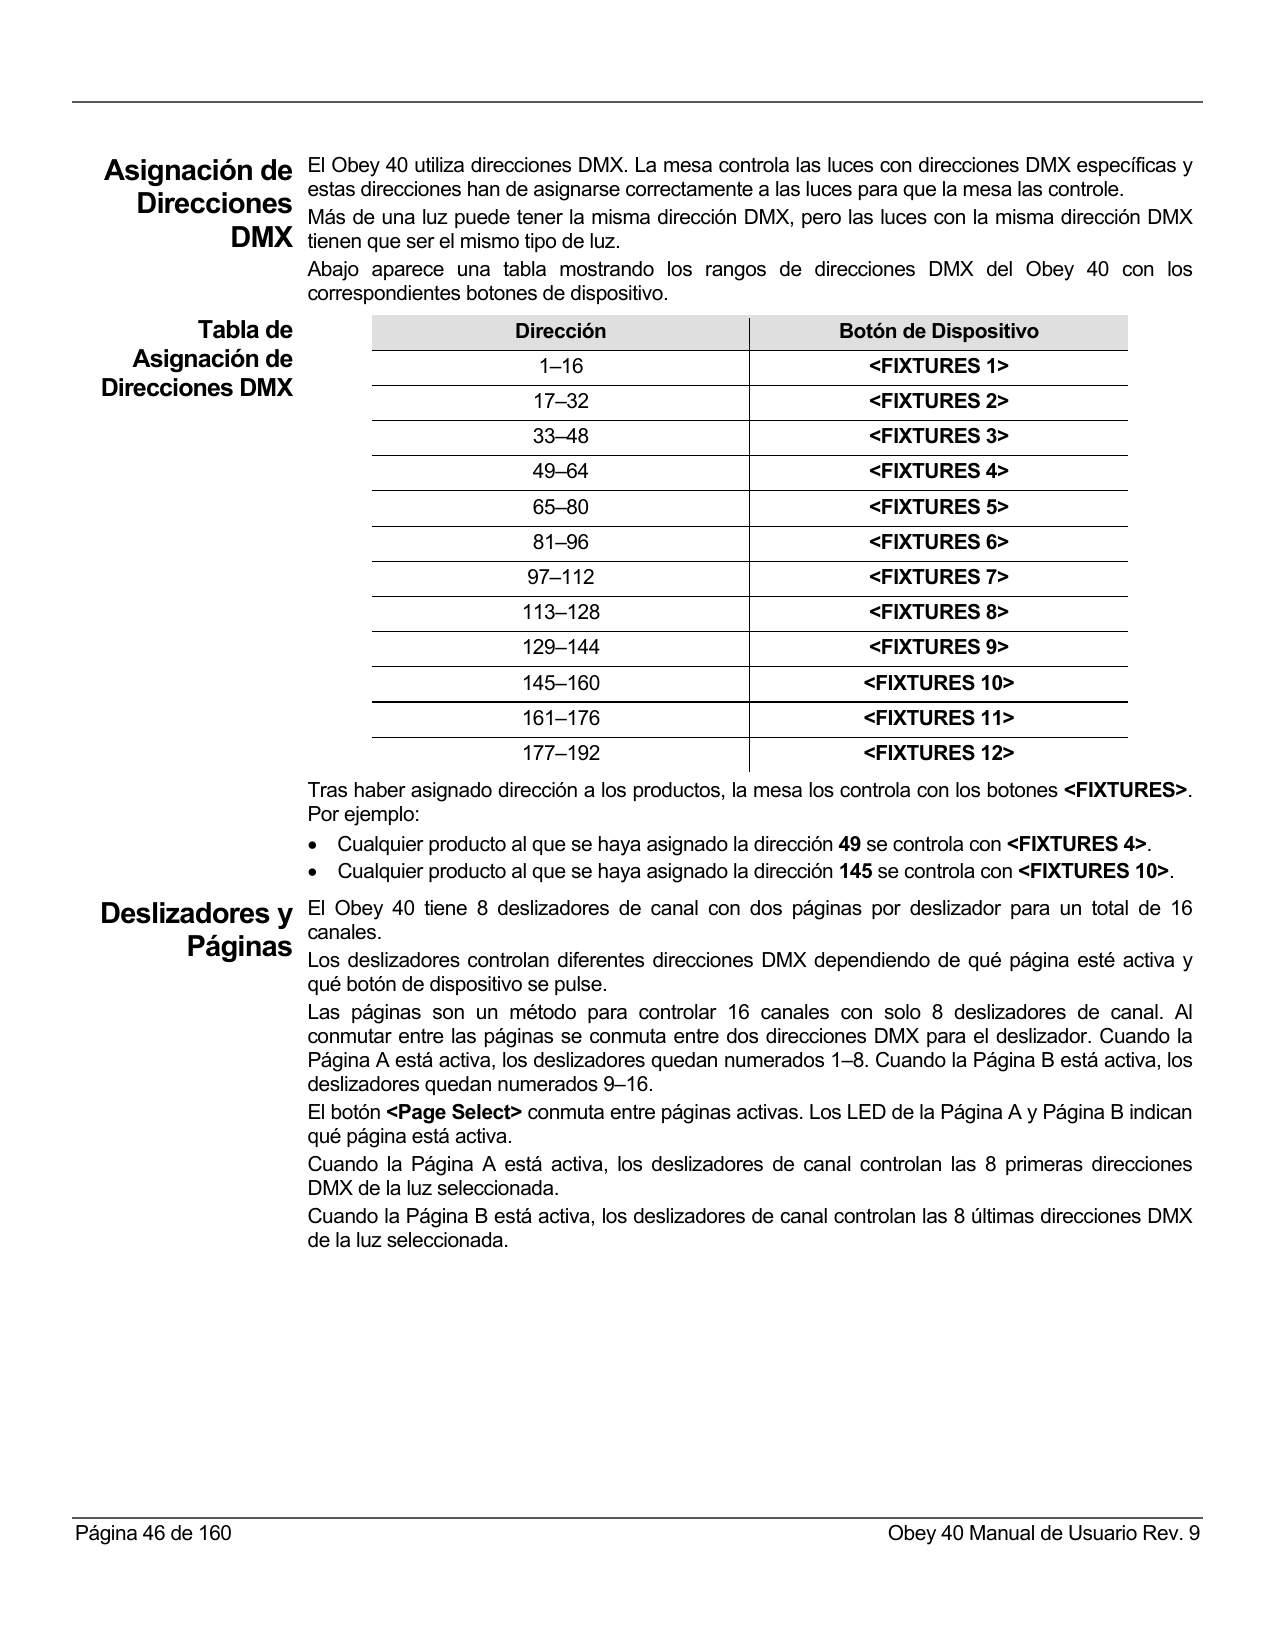 Asignación de
Direcciones
DMX
El Obey 40 utiliza direcciones DMX. La mesa controla las luces con direcciones DMX específicas y
estas direcciones han de asignarse correctamente a las luces para que la mesa las controle.
Más de una luz puede tener la misma dirección DMX, pero las luces con la misma dirección DMX
tienen que ser el mismo tipo de luz.
Abajo aparece una tabla mostrando los rangos de direcciones DMX del Obey 40 con los
correspondientes botones de dispositivo.
Tabla de
Asignación de
Direcciones DMX
Dirección Botón de Dispositivo
1–16 <FIXTURES 1>
17–32 <FIXTURES 2>
33–48 <FIXTURES 3>
49–64 <FIXTURES 4>
65–80 <FIXTURES 5>
81–96 <FIXTURES 6>
97–112 <FIXTURES 7>
113–128 <FIXTURES 8>
129–144 <FIXTURES 9>
145–160 <FIXTURES 10>
161–176 <FIXTURES 11>
177–192 <FIXTURES 12>
Tras haber asignado dirección a los productos, la mesa los controla con los botones <FIXTURES>.
Por ejemplo:
• Cualquier producto al que se haya asignado la dirección 49 se controla con <FIXTURES 4>.
• Cualquier producto al que se haya asignado la dirección 145 se controla con <FIXTURES 10>.
Deslizadores y
Páginas
El Obey 40 tiene 8 deslizadores de canal con dos páginas por deslizador para un total de 16
canales.
Los deslizadores controlan diferentes direcciones DMX dependiendo de qué página esté activa y
qué botón de dispositivo se pulse.
Las páginas son un método para controlar 16 canales con solo 8 deslizadores de canal. Al
conmutar entre las páginas se conmuta entre dos direcciones DMX para el deslizador. Cuando la
Página A está activa, los deslizadores quedan numerados 1–8. Cuando la Página B está activa, los
deslizadores quedan numerados 9–16.
El botón <Page Select> conmuta entre páginas activas. Los LED de la Página A y Página B indican
qué página está activa.
Cuando la Página A está activa, los deslizadores de canal controlan las 8 primeras direcciones
DMX de la luz seleccionada.
Cuando la Página B está activa, los deslizadores de canal controlan las 8 últimas direcciones DMX
de la luz seleccionada.
Página 46 de 160 Obey 40 Manual de Usuario Rev. 9